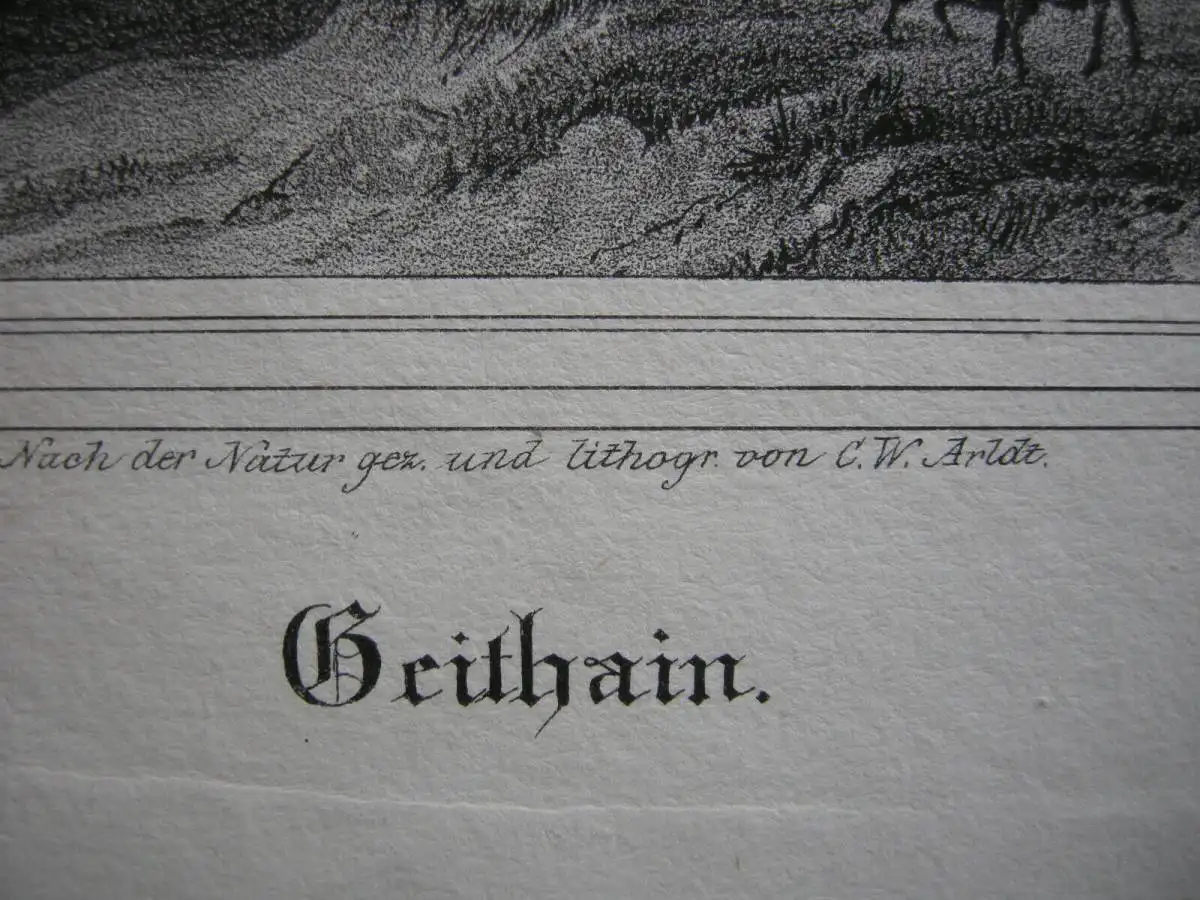 Nach der Natur gez. und lithogr. von C. W. Arldt.
Geithain.